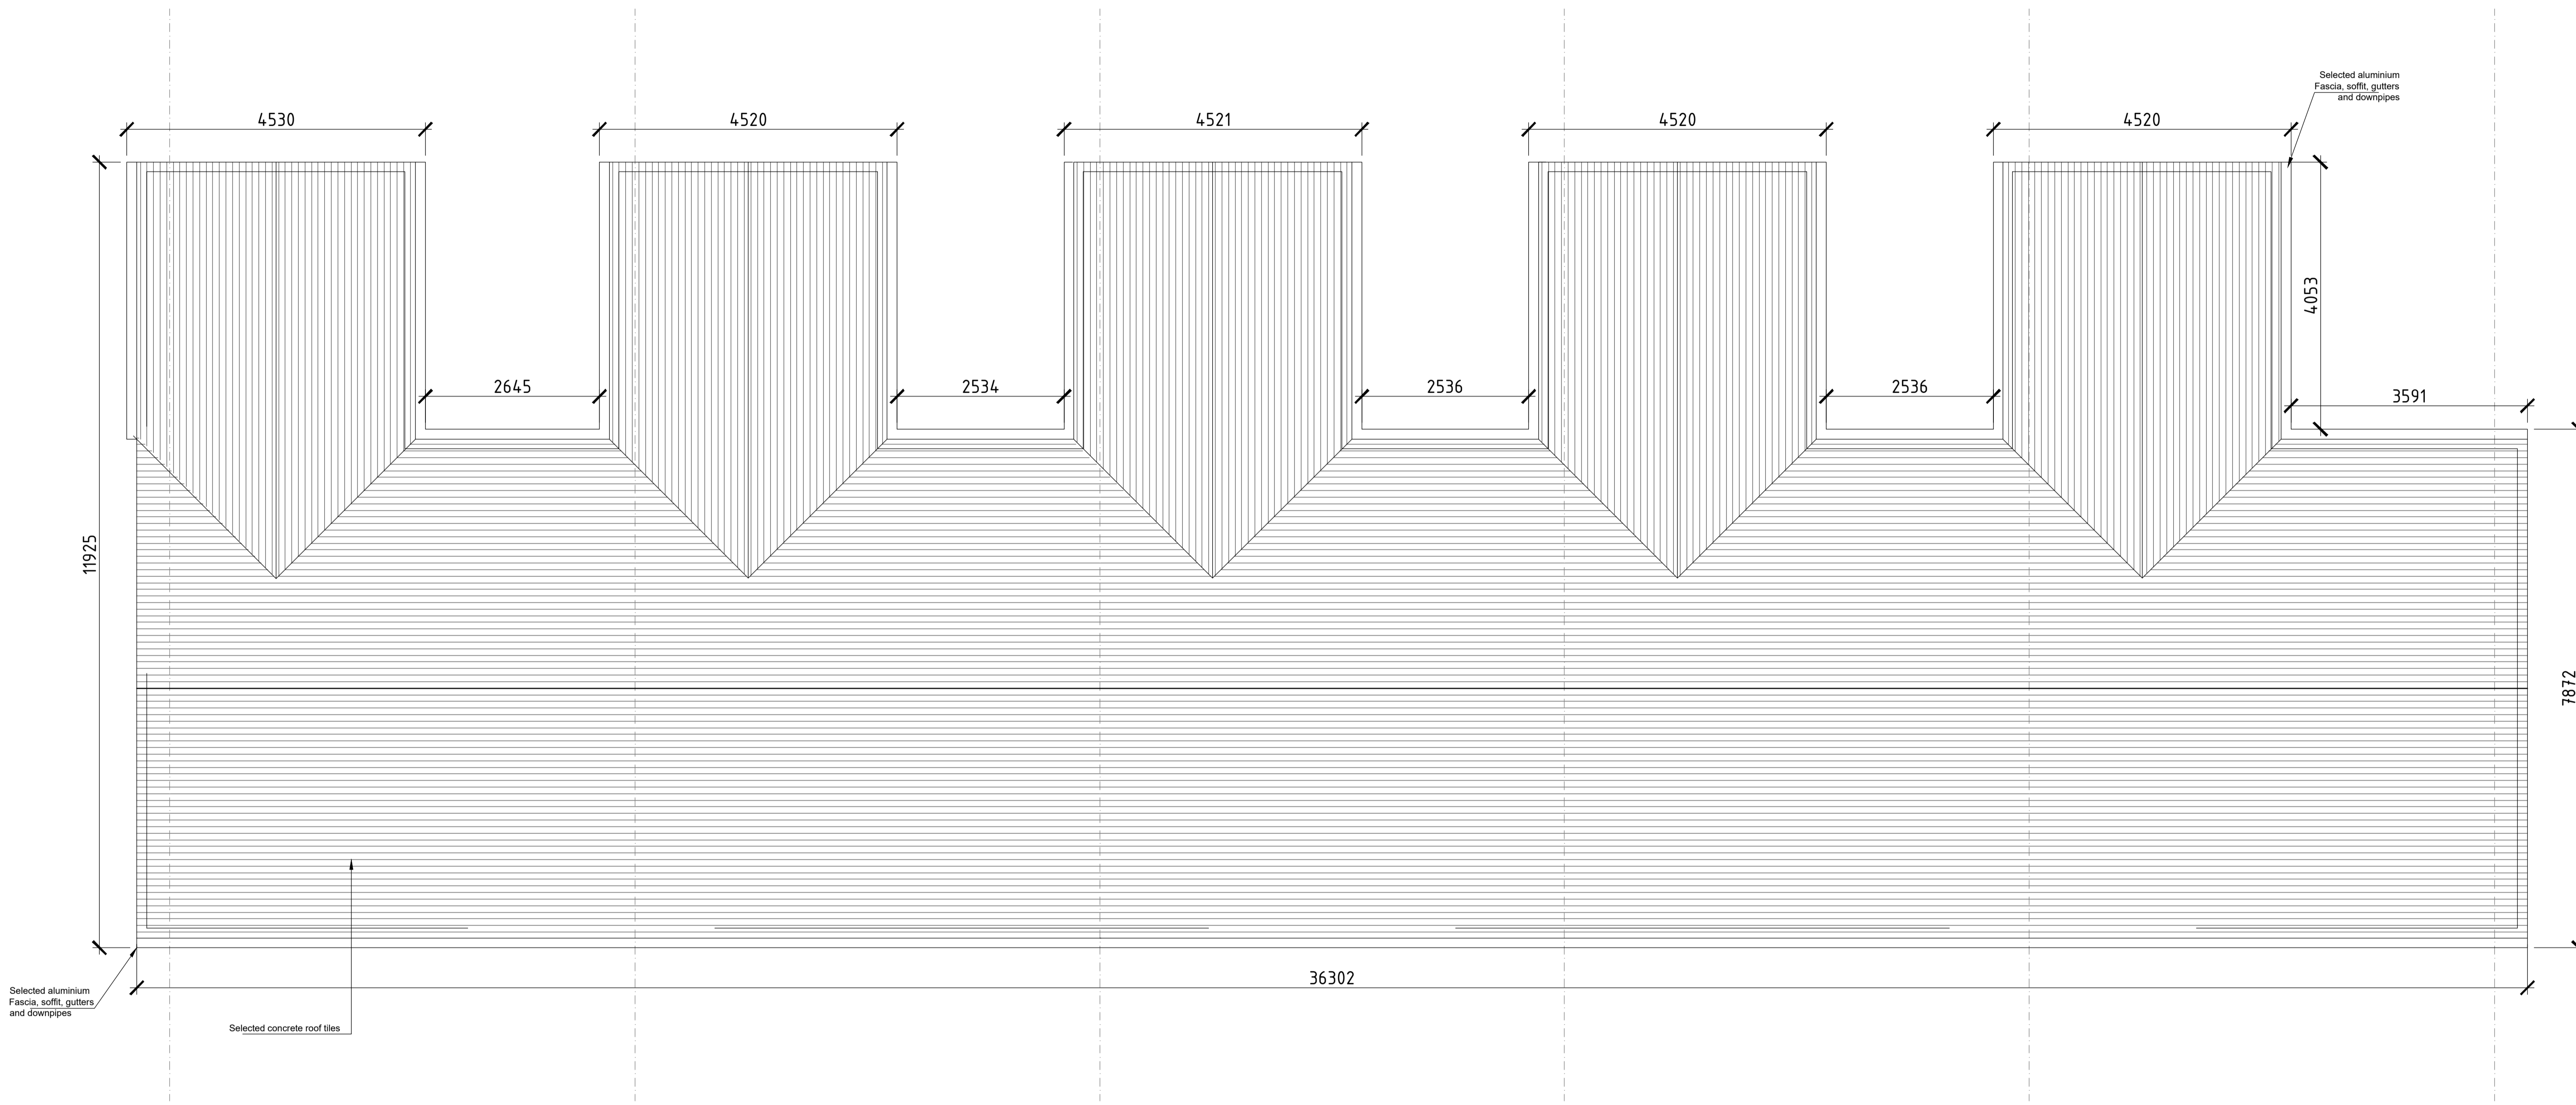 Selected aluminium
Fascia, soffit, gutters
and downpipes
4530
4520
4521
4520
4520
4053
2645
2534
2536
2536
3591
11925
7872
36302
Selected aluminium
Fascia, soffit, gutters
and downpipes
Selected concrete roof tiles